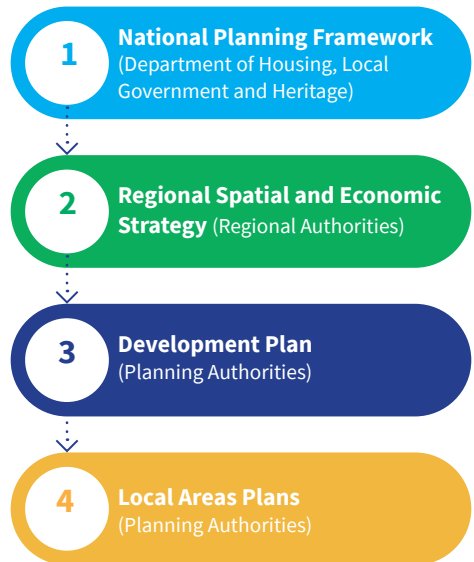 1
National Planning Framework
(Department of Housing, Local
Government and Heritage)
2
Regional Spatial and Economic
Strategy (Regional Authorities)
3
Development Plan
(Planning Authorities)
4
Local Areas Plans
(Planning Authorities)